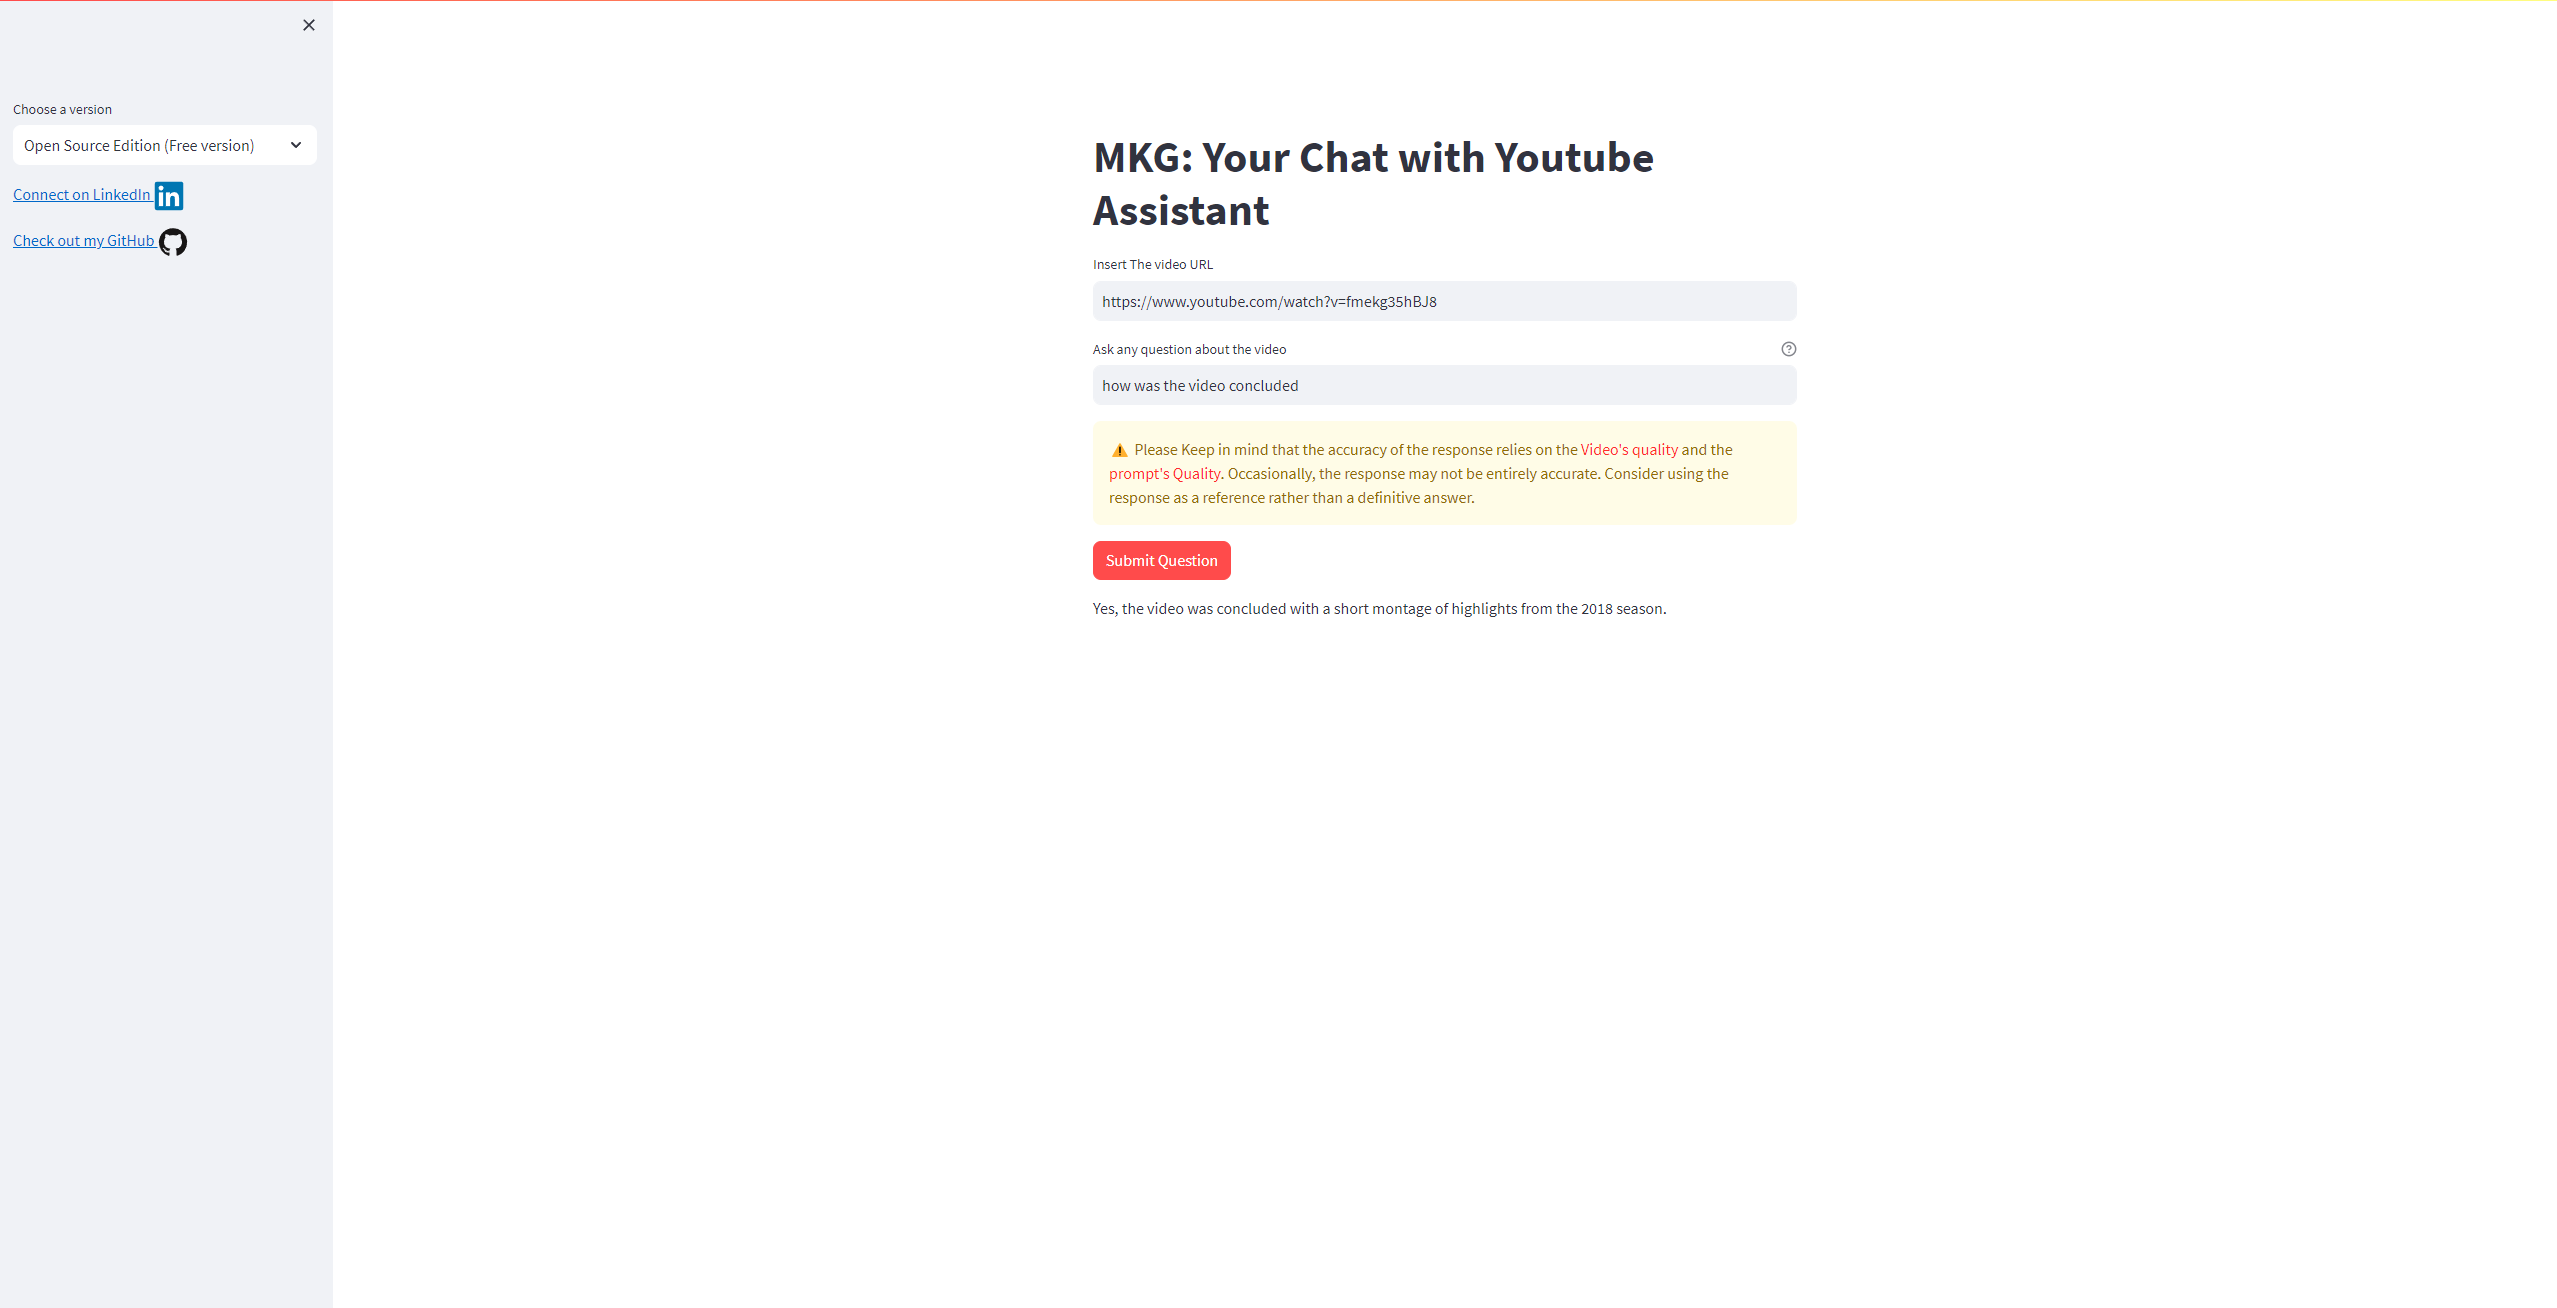 Choose a version
Open Source Edition (Free version)
Connect on LinkedIn in
Check out my GitHub
MKG: Your Chat with Youtube
Assistant
Insert The video URL
https://www.youtube.com/watch?v=fmekg35hBJ8
Ask any question about the video
how was the video concluded
⚠️ Please Keep in mind that the accuracy of the response relies on the Video's quality and the
prompt's Quality. Occasionally, the response may not be entirely accurate. Consider using the
response as a reference rather than a definitive answer.
Submit Question
Yes, the video was concluded with a short montage of highlights from the 2018 season.